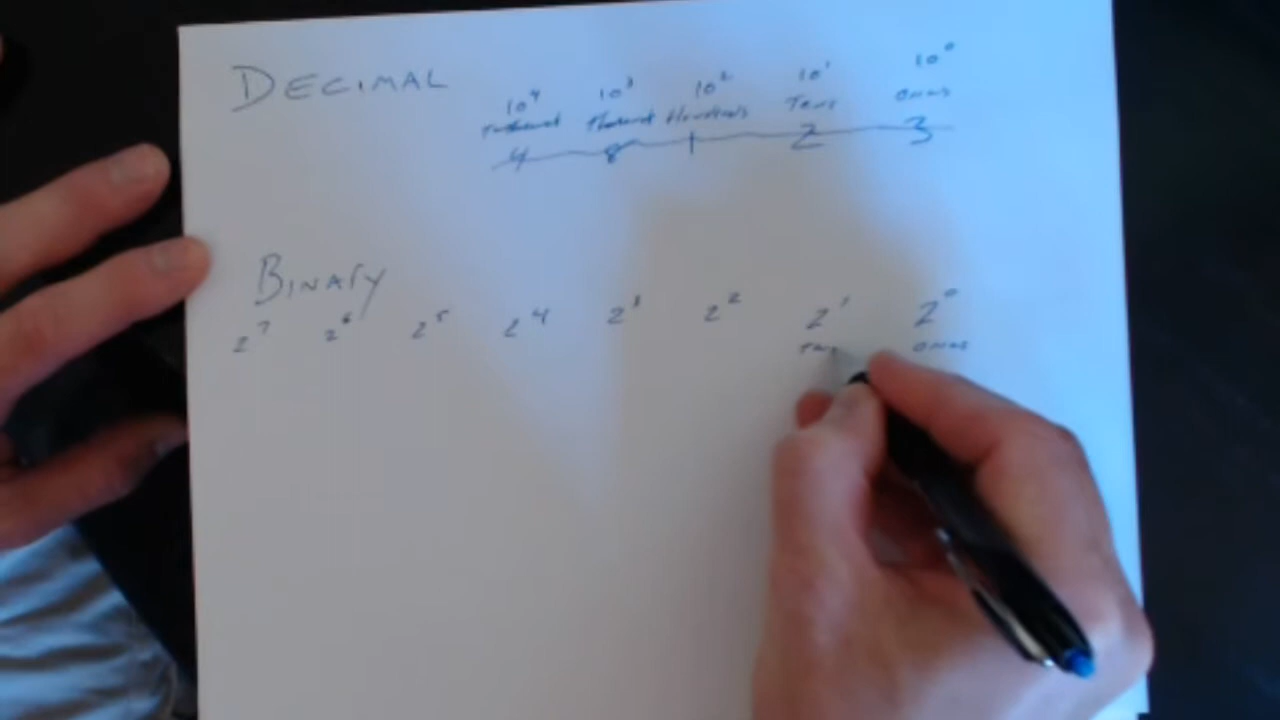 DECIMAL
10⁴ 10³ 10² 10¹ 10⁰
Hundreds Tens ones
4 8 1 2 3
BINARY
2⁷ 2⁶ 2⁵ 2⁴ 2³ 2² 2¹ 2⁰
ones